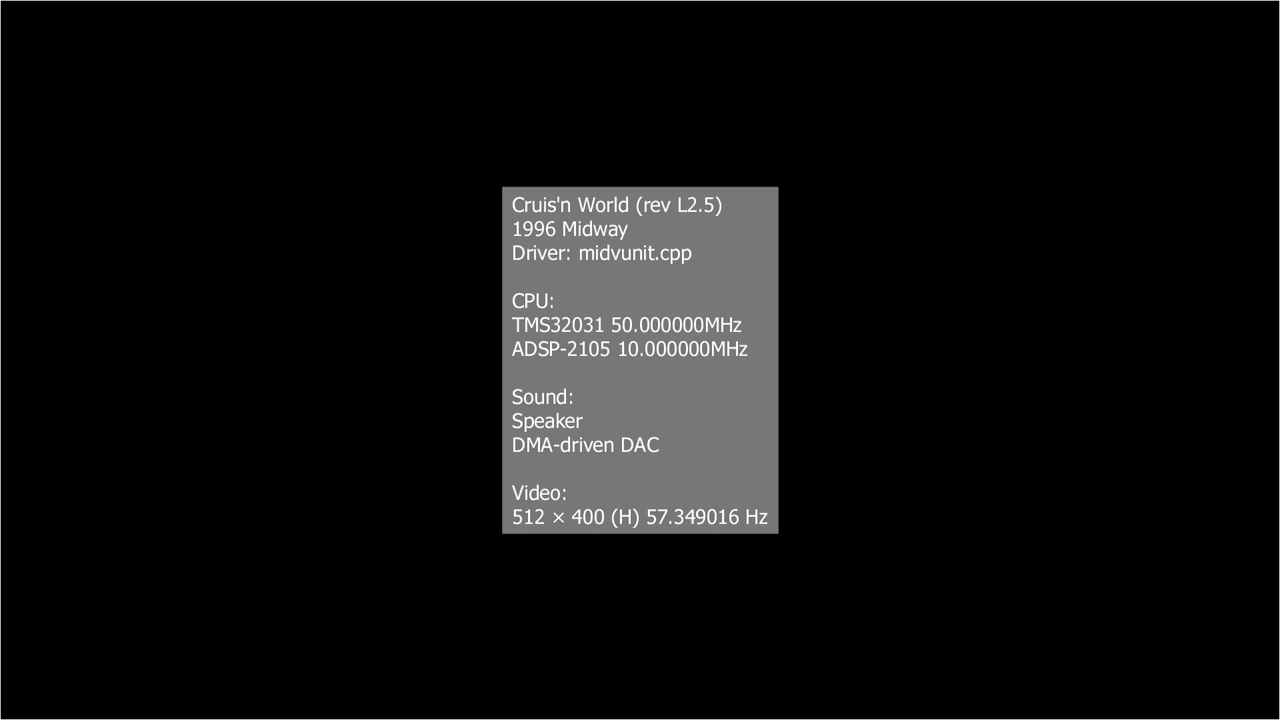 Cruis'n World (rev L2.5)
1996 Midway
Driver: midvunit.cpp
CPU:
TMS32031 50.000000MHz
ADSP-2105 10.000000MHz
Sound:
Speaker
DMA-driven DAC
Video:
512 × 400 (H) 57.349016 Hz